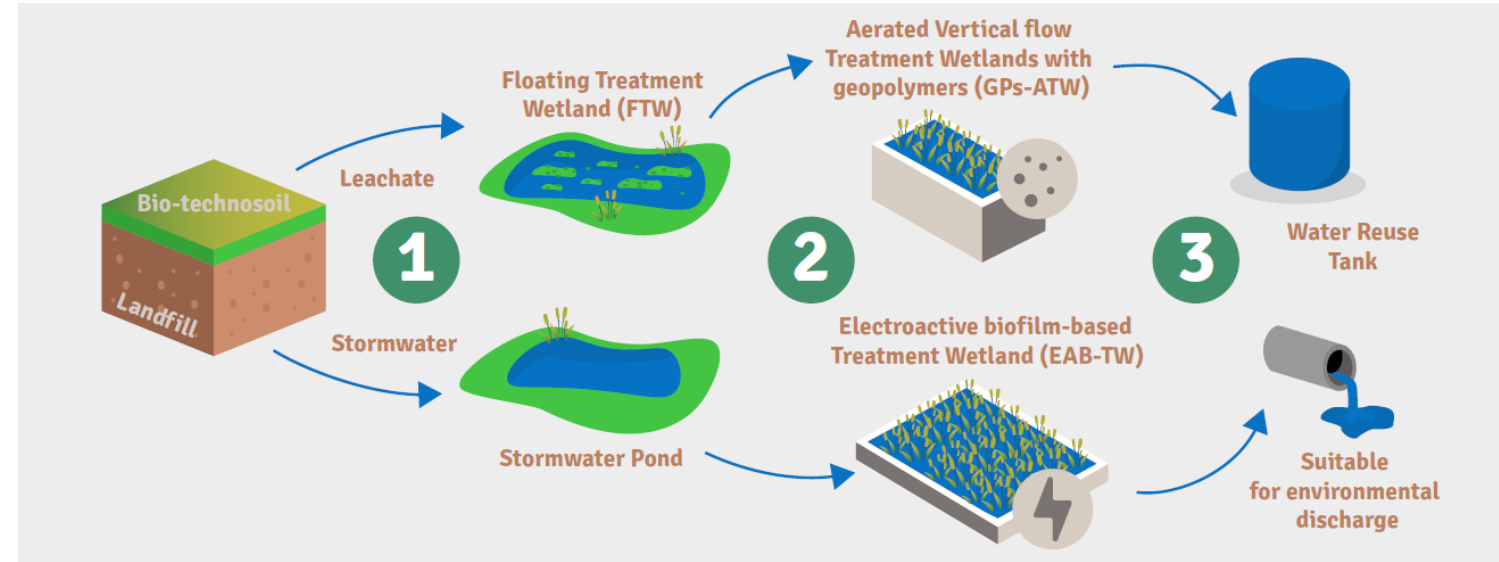 Bio-technosoil
Landfill
Leachate
Stormwater
1
Floating Treatment
Wetland (FTW)
Stormwater Pond
2
Aerated Vertical flow
Treatment Wetlands with
geopolymers (GPs-ATW)
Electroactive biofilm-based
Treatment Wetland (EAB-TW)
3
Water Reuse
Tank
Suitable
for environmental
discharge